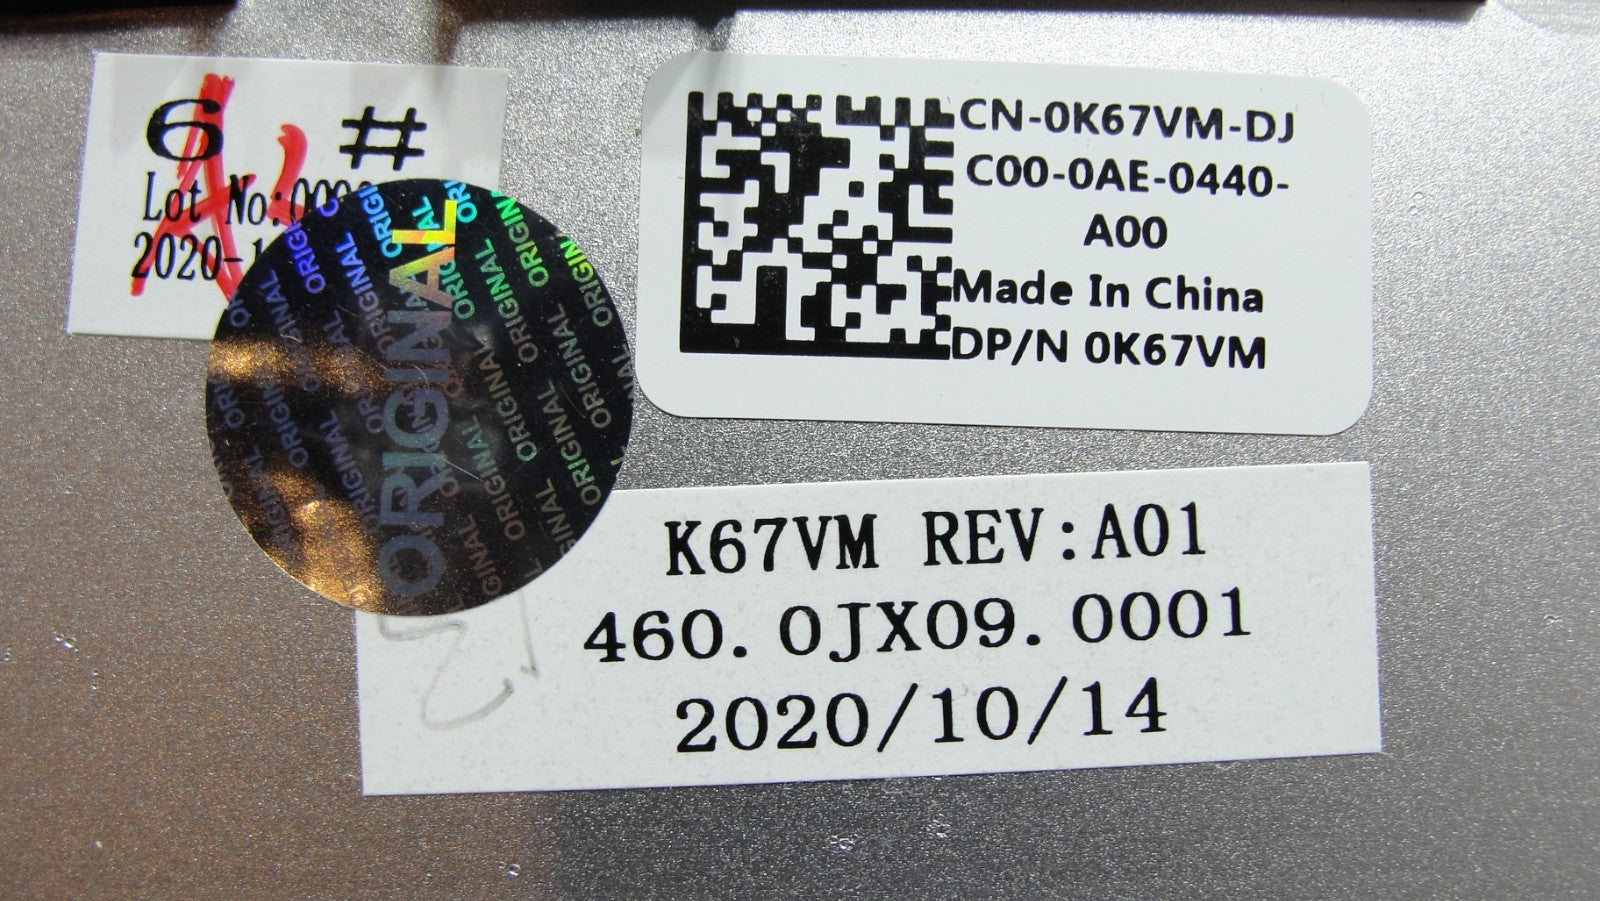 6 #
Lot No:
2020-1
CN-0K67VM-DJ
C00-0AE-0440-
A00
Made In China
DP/N 0K67VM
ORIGINAL
K67VM REV:A01
460.0JX09.0001
2020/10/14